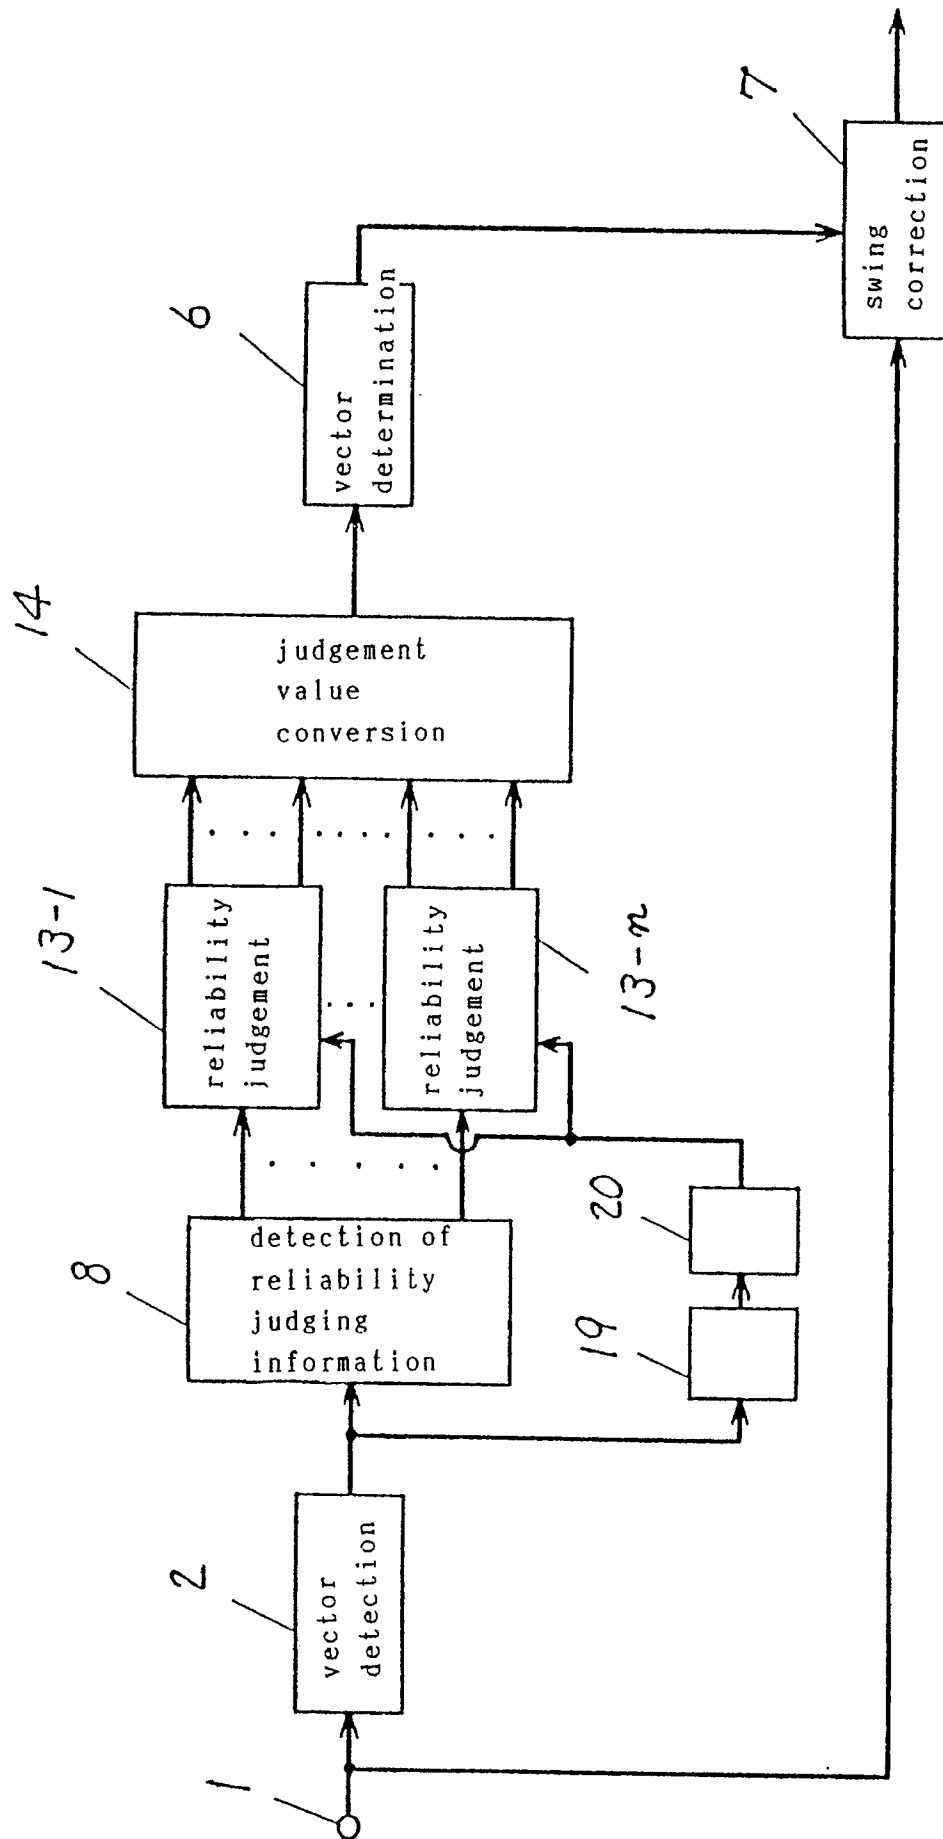 1
2
vector
detection
8
detection of
reliability
judging
information
19
20
13-1
reliability
judgement
13-n
reliability
judgement
14
judgement
value
conversion
6
vector
determination
7
swing
correction